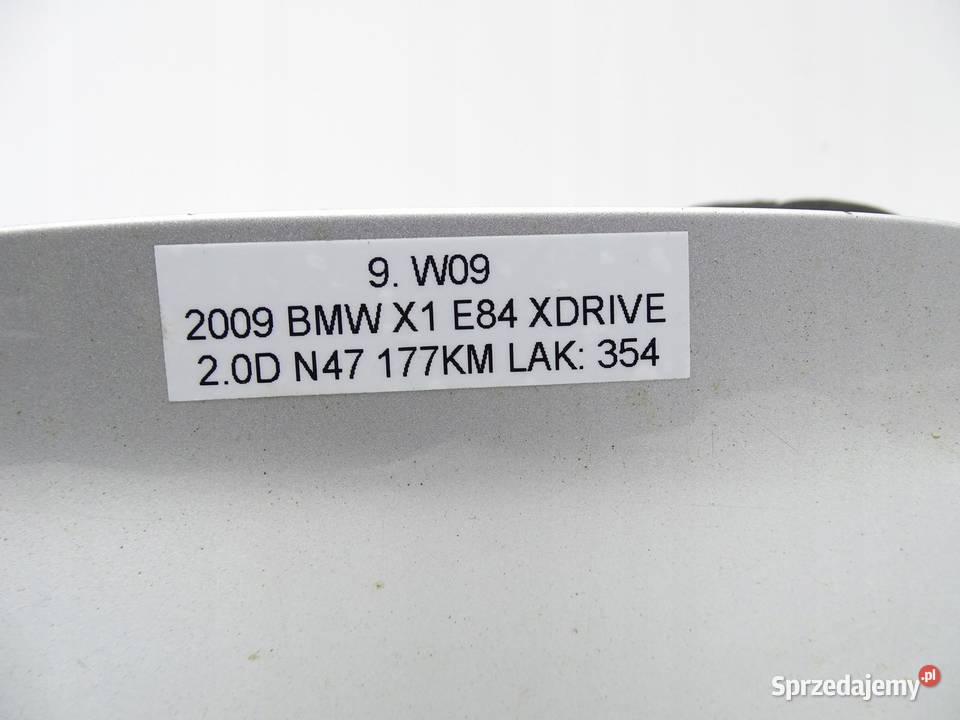 9. W09
2009 BMW X1 E84 XDRIVE
2.0D N47 177KM LAK: 354
Sprzedajemy.pl